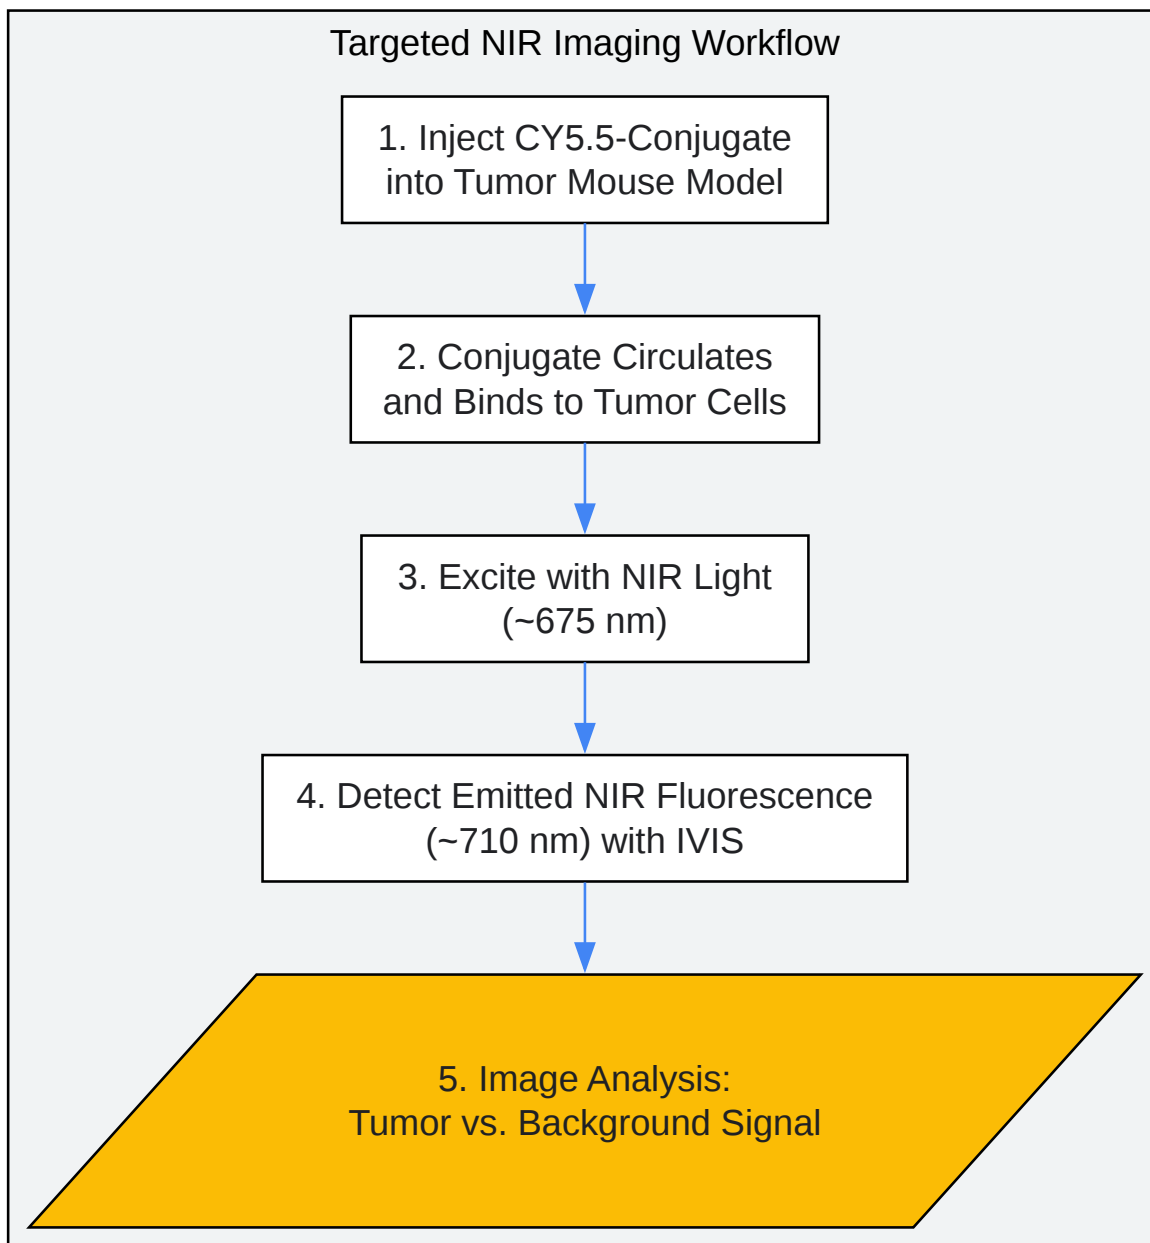 Targeted NIR Imaging Workflow
1. Inject CY5.5-Conjugate
into Tumor Mouse Model
2. Conjugate Circulates
and Binds to Tumor Cells
3. Excite with NIR Light
(~675 nm)
4. Detect Emitted NIR Fluorescence
(~710 nm) with IVIS
5. Image Analysis:
Tumor vs. Background Signal